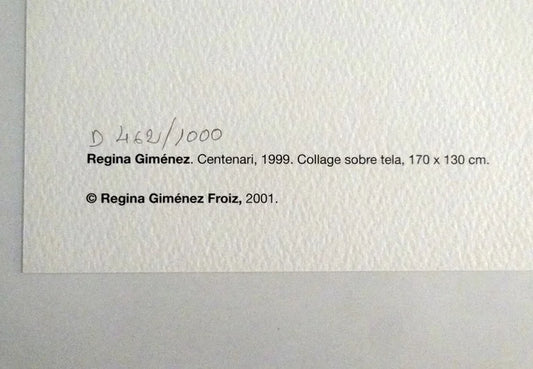 D 462/1000
Regina Giménez. Centenari, 1999. Collage sobre tela, 170 x 130 cm.
© Regina Giménez Froiz, 2001.